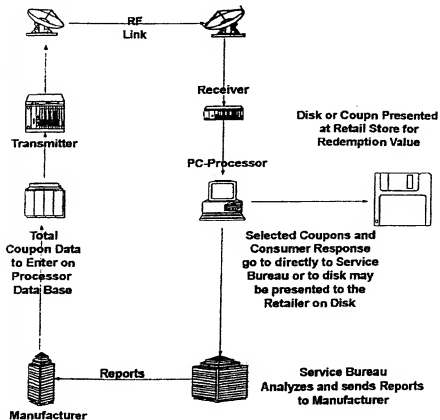 RF
Link
Receiver
Transmitter
Disk or Coupn Presented
at Retail Store for
Redemption Value
PC-Processor
Total
Coupon Data
to Enter on
Processor
Data Base
Selected Coupons and
Consumer Response
go to directly to Service
Bureau or to disk may
be presented to the
Retailer on Disk
Reports
Service Bureau
Analyzes and sends Reports
to Manufacturer
Manufacturer